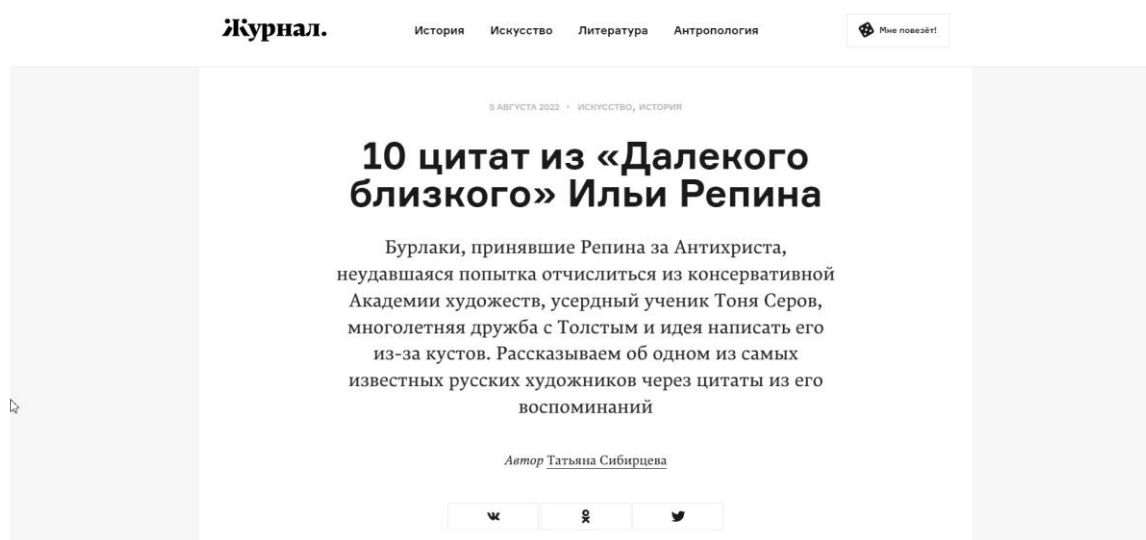 Журнал.
История Искусство Литература Антропология
Мне повезёт!
5 АВГУСТА 2022 · ИСКУССТВО, ИСТОРИЯ
10 цитат из «Далекого
близкого» Ильи Репина
Бурлаки, принявшие Репина за Антихриста,
неудавшаяся попытка отчислиться из консервативной
Академии художеств, усердный ученик Тоня Серов,
многолетняя дружба с Толстым и идея написать его
из-за кустов. Рассказываем об одном из самых
известных русских художников через цитаты из его
воспоминаний
Автор Татьяна Сибирцева